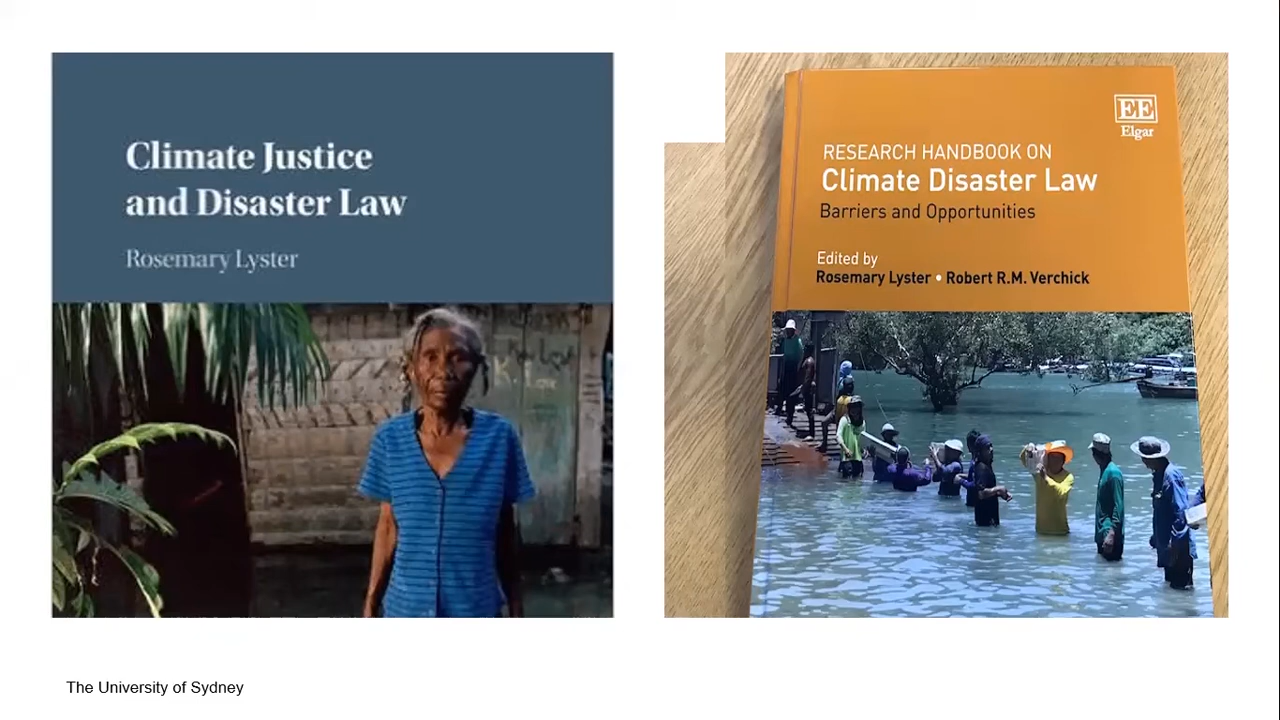 Climate Justice
and Disaster Law
Rosemary Lyster
EE
Elgar
RESEARCH HANDBOOK ON
Climate Disaster Law
Barriers and Opportunities
Edited by
Rosemary Lyster • Robert R.M. Verchick
The University of Sydney